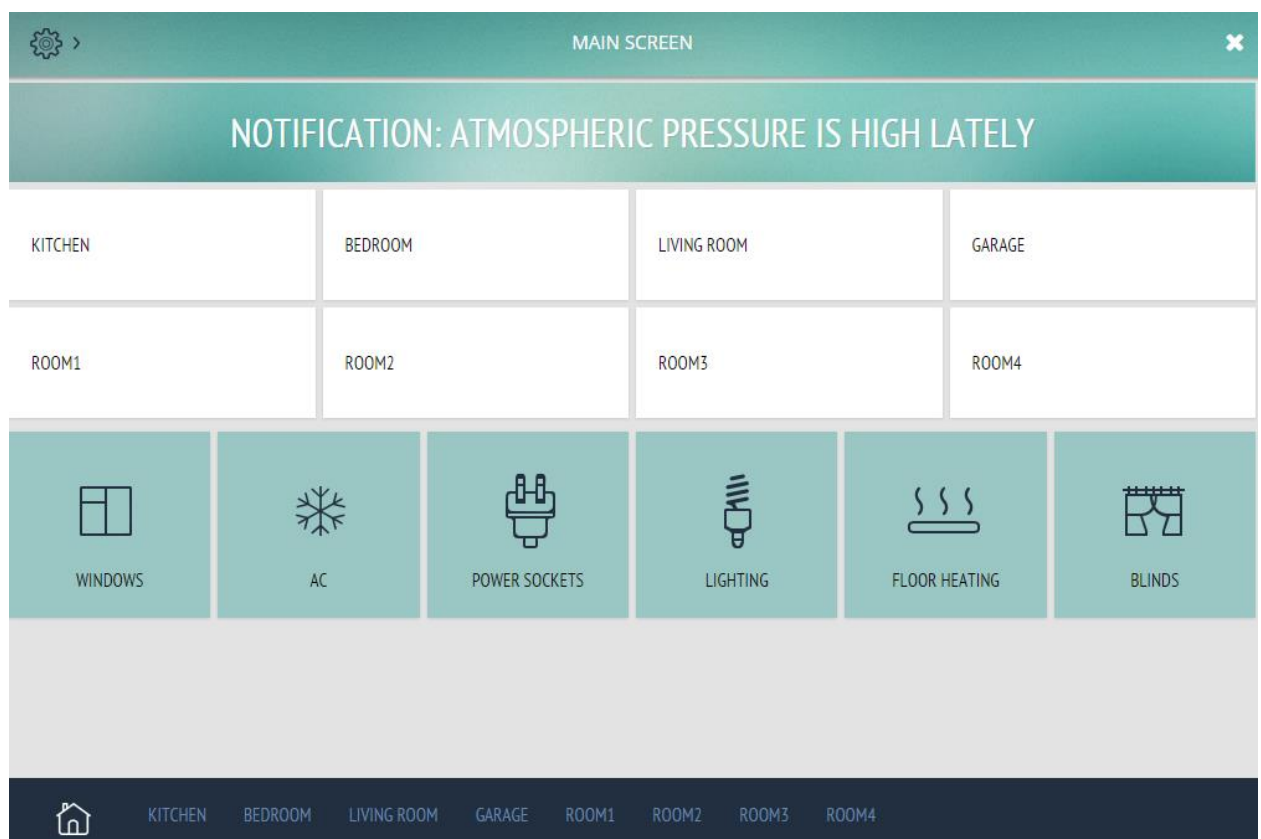 MAIN SCREEN
NOTIFICATION: ATMOSPHERIC PRESSURE IS HIGH LATELY
KITCHEN BEDROOM LIVING ROOM GARAGE
ROOM1 ROOM2 ROOM3 ROOM4
WINDOWS AC POWER SOCKETS LIGHTING FLOOR HEATING BLINDS
KITCHEN BEDROOM LIVING ROOM GARAGE ROOM1 ROOM2 ROOM3 ROOM4